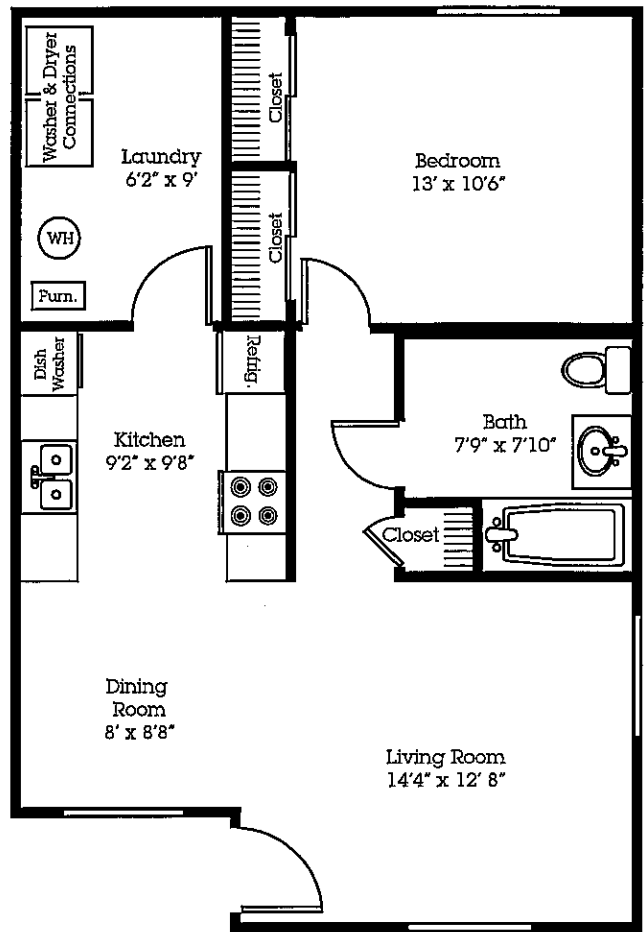 Washer & Dryer
Connections
Closet
Laundry
6'2" x 9'
Bedroom
13' x 10'6"
WH
Closet
Furn.
Dish
Washer
Refrig.
Kitchen
9'2" x 9'8"
Bath
7'9" x 7'10"
Closet
Dining
Room
8' x 8'8"
Living Room
14'4" x 12' 8"